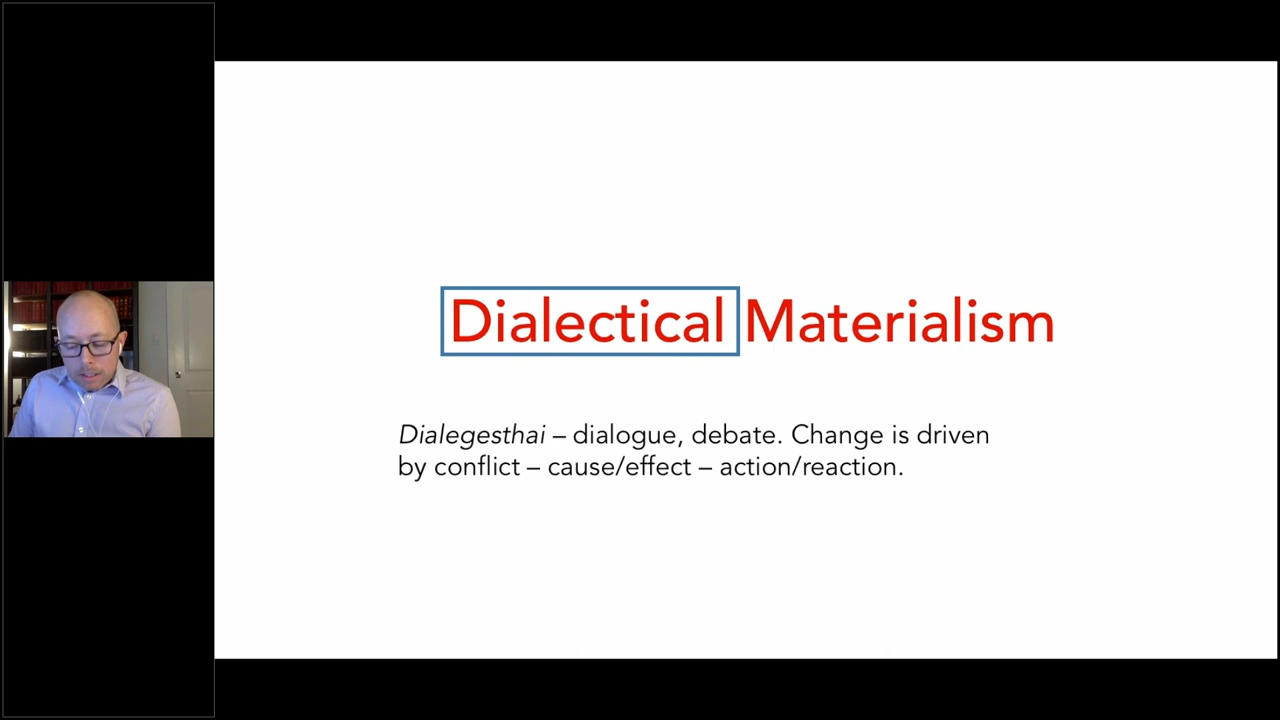 Dialectical Materialism
Dialegesthai – dialogue, debate. Change is driven
by conflict – cause/effect – action/reaction.